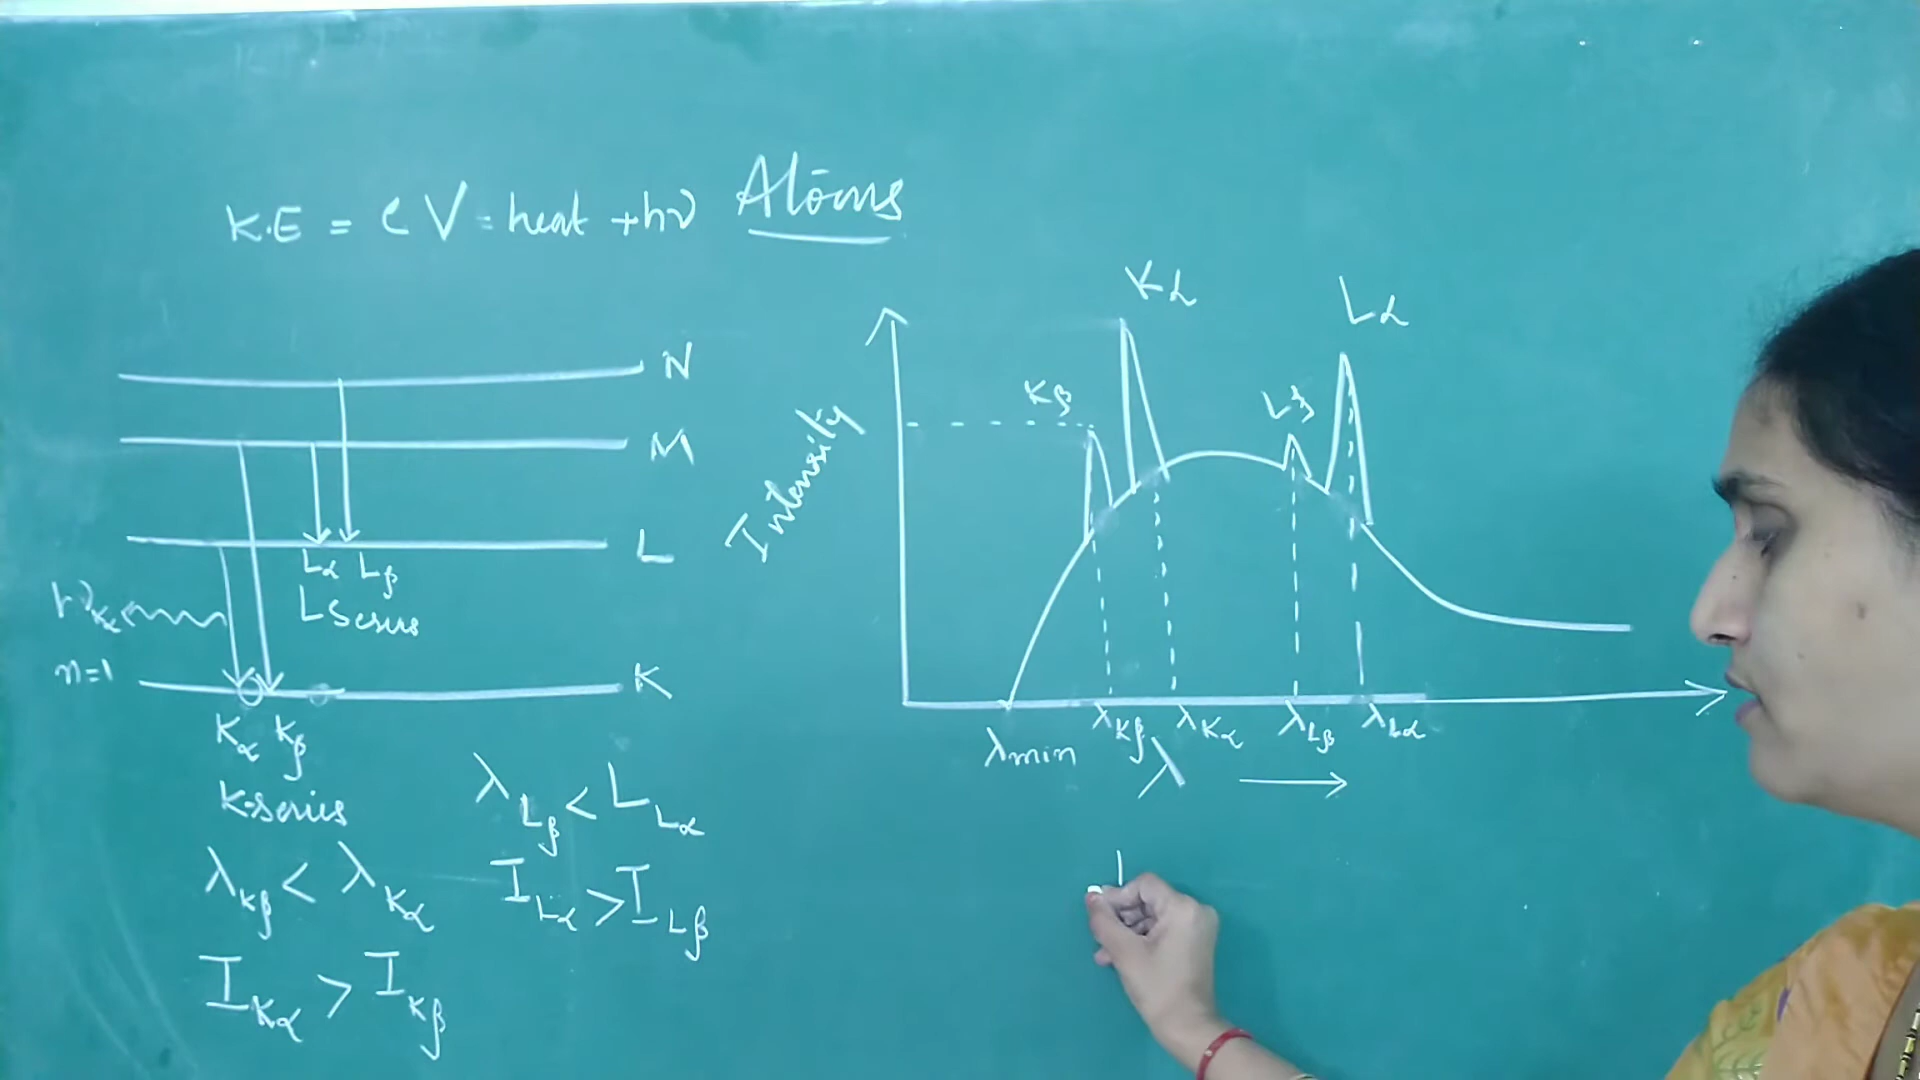 K.E = eV = heat + hν Atoms
N
M
L
Lα Lβ
L Series
hνKα
n=1
K
Kα Kβ
K-series
λLβ < LLα
λKβ < λKα
ILα > ILβ
IKα > IKβ
Kα
Lα
Kβ
Lβ
Intensity
λmin λKβ λKα λLβ λLα
λ →